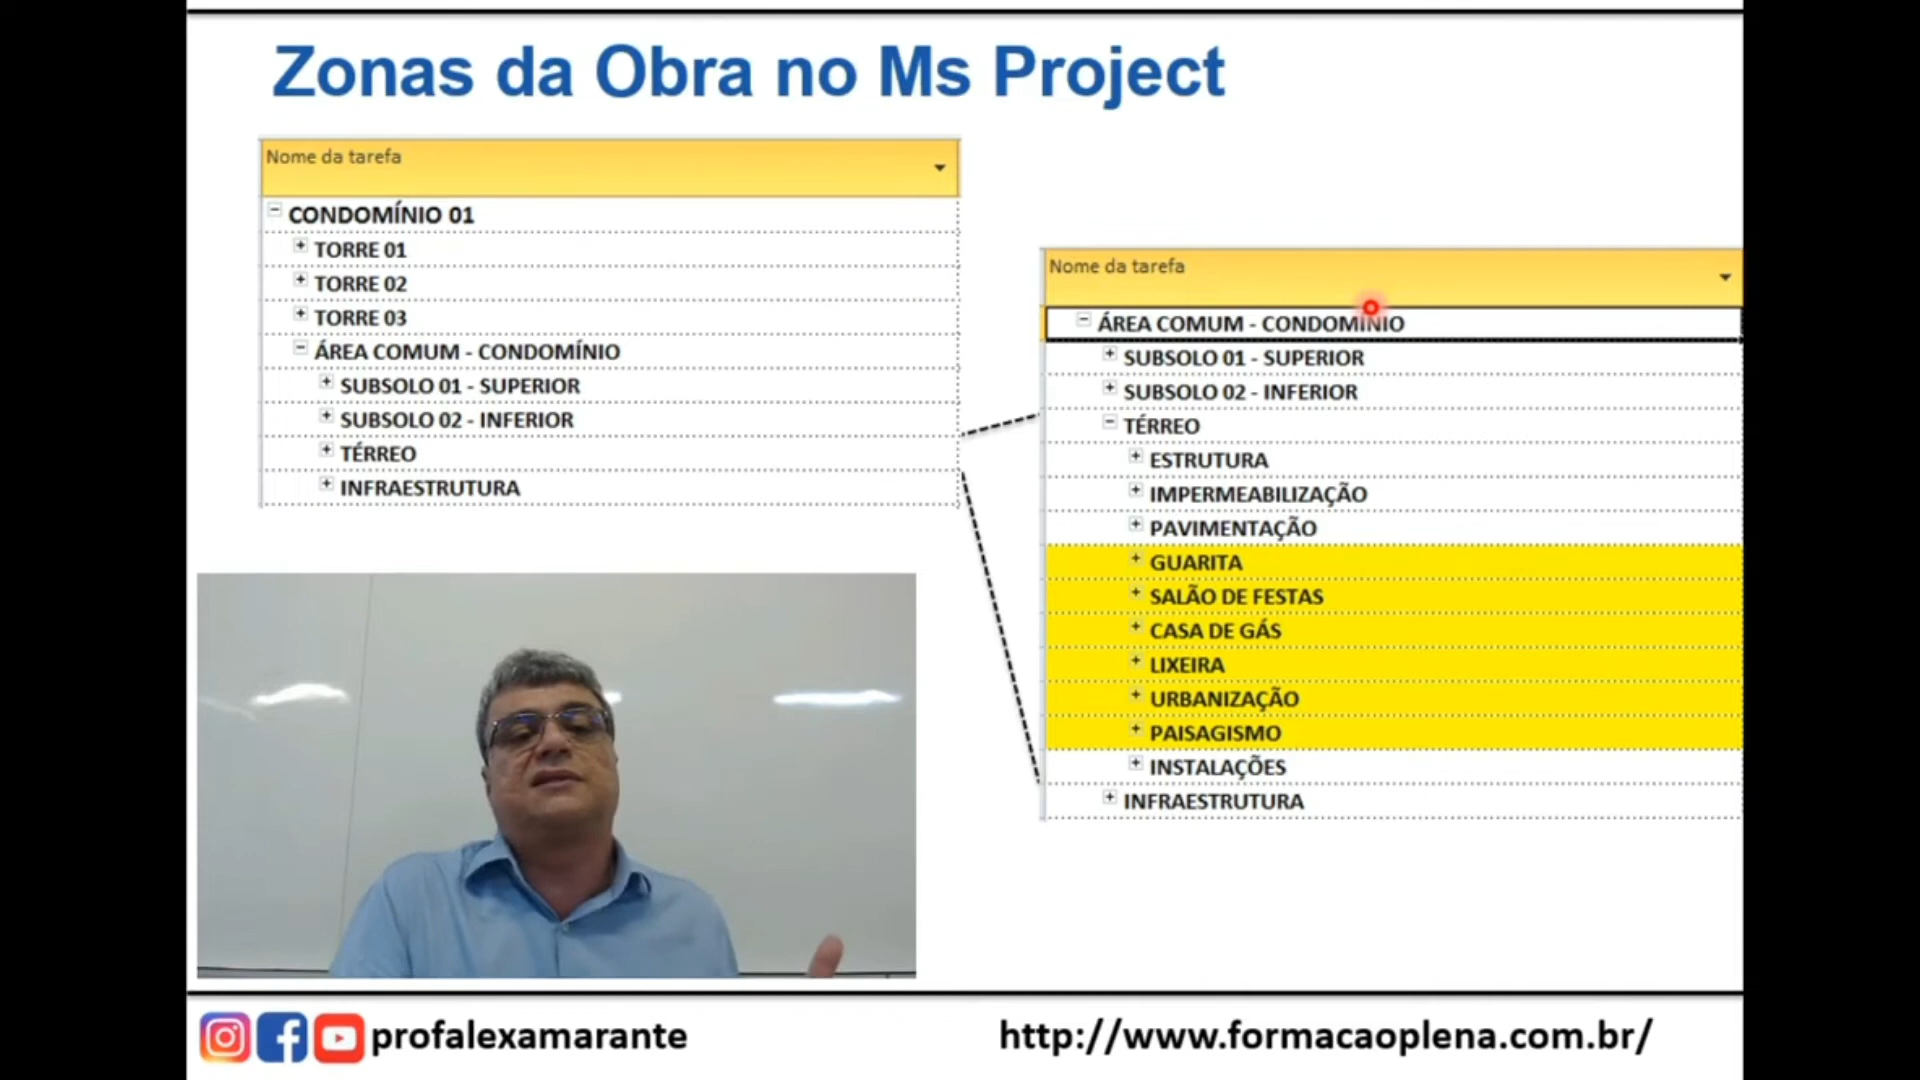 Zonas da Obra no Ms Project
Nome da tarefa
CONDOMÍNIO 01
TORRE 01
TORRE 02
TORRE 03
ÁREA COMUM - CONDOMÍNIO
SUBSOLO 01 - SUPERIOR
SUBSOLO 02 - INFERIOR
TÉRREO
INFRAESTRUTURA
Nome da tarefa
ÁREA COMUM - CONDOMÍNIO
SUBSOLO 01 - SUPERIOR
SUBSOLO 02 - INFERIOR
TÉRREO
ESTRUTURA
IMPERMEABILIZAÇÃO
PAVIMENTAÇÃO
GUARITA
SALÃO DE FESTAS
CASA DE GÁS
LIXEIRA
URBANIZAÇÃO
PAISAGISMO
INSTALAÇÕES
INFRAESTRUTURA
profalexamarante
http://www.formacaoplena.com.br/